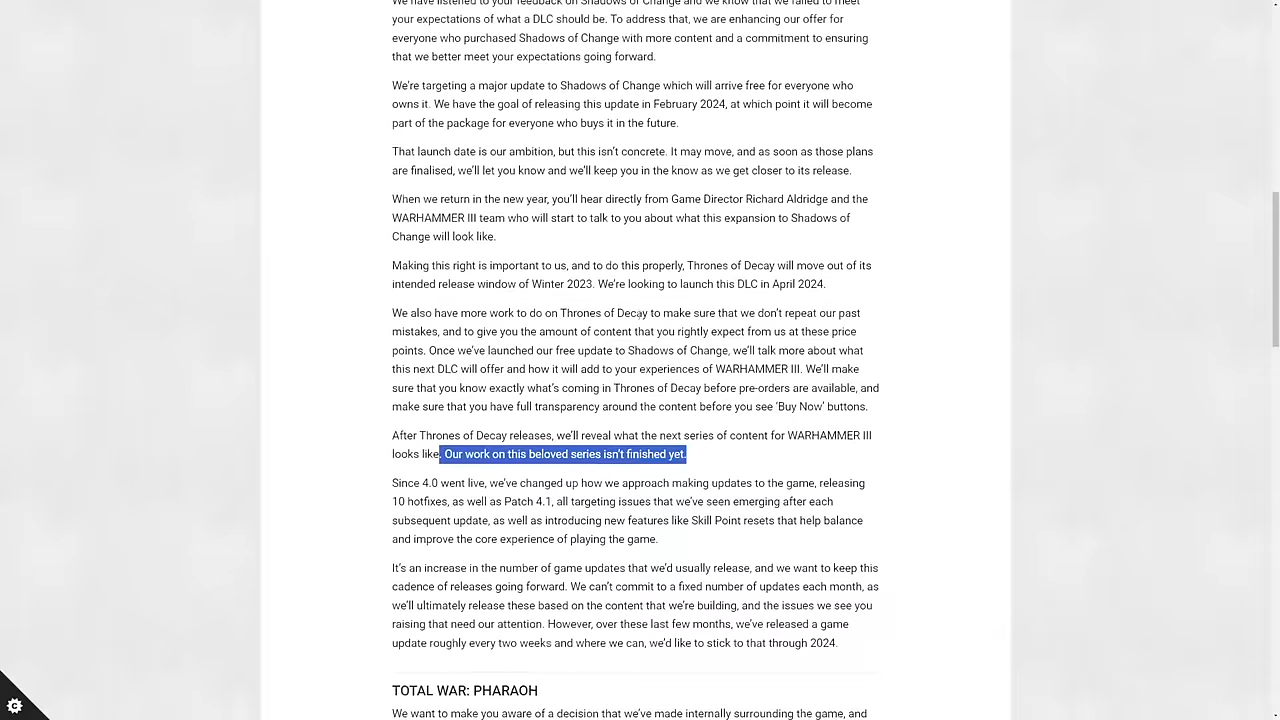 We have listened to your feedback on Shadows of Change and we know that we failed to meet
your expectations of what a DLC should be. To address that, we are enhancing our offer for
everyone who purchased Shadows of Change with more content and a commitment to ensuring
that we better meet your expectations going forward.
We're targeting a major update to Shadows of Change which will arrive free for everyone who
owns it. We have the goal of releasing this update in February 2024, at which point it will become
part of the package for everyone who buys it in the future.
That launch date is our ambition, but this isn't concrete. It may move, and as soon as those plans
are finalised, we'll let you know and we'll keep you in the know as we get closer to its release.
When we return in the new year, you'll hear directly from Game Director Richard Aldridge and the
WARHAMMER III team who will start to talk to you about what this expansion to Shadows of
Change will look like.
Making this right is important to us, and to do this properly, Thrones of Decay will move out of its
intended release window of Winter 2023. We're looking to launch this DLC in April 2024.
We also have more work to do on Thrones of Decay to make sure that we don't repeat our past
mistakes, and to give you the amount of content that you rightly expect from us at these price
points. Once we've launched our free update to Shadows of Change, we'll talk more about what
this next DLC will offer and how it will add to your experiences of WARHAMMER III. We'll make
sure that you know exactly what's coming in Thrones of Decay before pre-orders are available, and
make sure that you have full transparency around the content before you see 'Buy Now' buttons.
After Thrones of Decay releases, we'll reveal what the next series of content for WARHAMMER III
looks like. Our work on this beloved series isn't finished yet.
Since 4.0 went live, we've changed up how we approach making updates to the game, releasing
10 hotfixes, as well as Patch 4.1, all targeting issues that we've seen emerging after each
subsequent update, as well as introducing new features like Skill Point resets that help balance
and improve the core experience of playing the game.
It's an increase in the number of game updates that we'd usually release, and we want to keep this
cadence of releases going forward. We can't commit to a fixed number of updates each month, as
we'll ultimately release these based on the content that we're building, and the issues we see you
raising that need our attention. However, over these last few months, we've released a game
update roughly every two weeks and where we can, we'd like to stick to that through 2024.
TOTAL WAR: PHARAOH
We want to make you aware of a decision that we've made internally surrounding the game, and